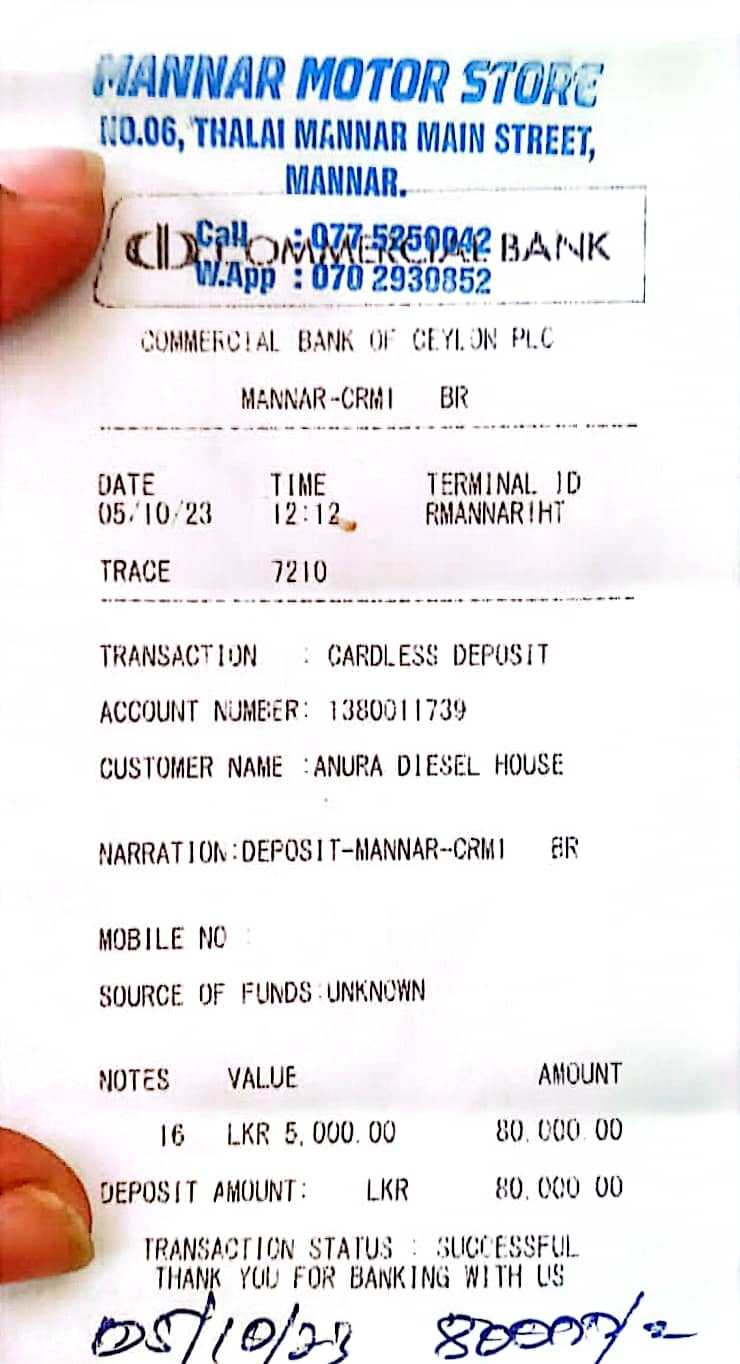 MANNAR MOTOR STORE
NO.06, THALAI MANNAR MAIN STREET,
MANNAR.
COMMERCIAL BANK
Call : 077 5250042
W.App : 070 2930852
COMMERCIAL BANK OF CEYLON PLC
MANNAR-CRM1 BR
DATE TIME TERMINAL ID
05/10/23 12:12 RMANNAR1HT
TRACE 7210
TRANSACTION : CARDLESS DEPOSIT
ACCOUNT NUMBER: 1380011739
CUSTOMER NAME :ANURA DIESEL HOUSE
NARRATION:DEPOSIT-MANNAR-CRM1 BR
MOBILE NO :
SOURCE OF FUNDS:UNKNOWN
NOTES VALUE AMOUNT
16 LKR 5,000.00 80,000.00
DEPOSIT AMOUNT: LKR 80,000.00
TRANSACTION STATUS : SUCCESSFUL
THANK YOU FOR BANKING WITH US
05/10/23 80000/=